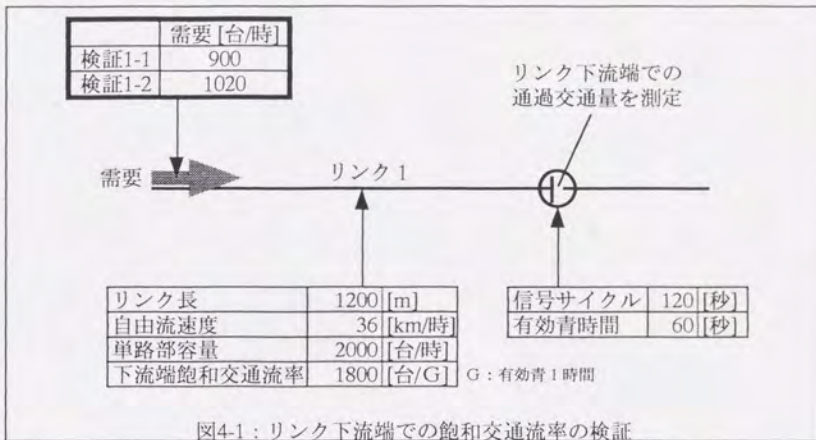 需要 [台/時]
検証1-1 900
検証1-2 1020
リンク下流端での
通過交通量を測定
需要
リンク1
リンク長 1200 [m]
自由流速度 36 [km/時]
単路部容量 2000 [台/時]
下流端飽和交通流率 1800 [台/G]
G:有効青1時間
信号サイクル 120 [秒]
有効青時間 60 [秒]
図4-1:リンク下流端での飽和交通流率の検証